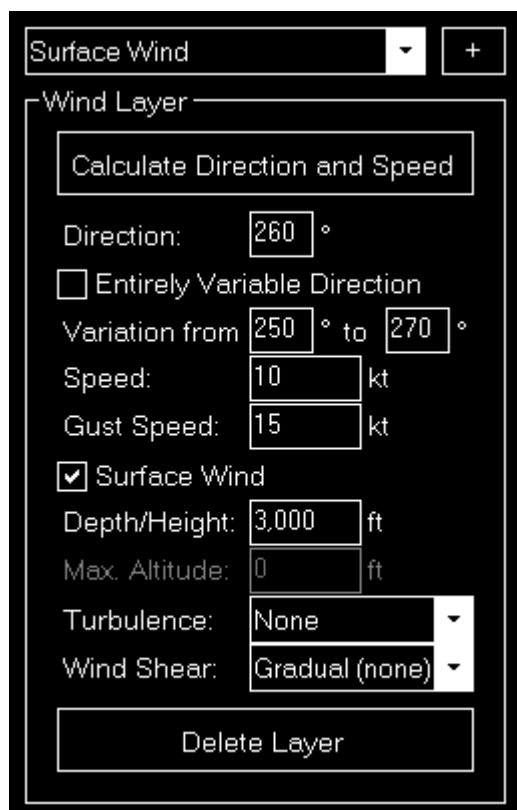 Surface Wind +
Wind Layer
Calculate Direction and Speed
Direction: 260 °
Entirely Variable Direction
Variation from 250 ° to 270 °
Speed: 10 kt
Gust Speed: 15 kt
Surface Wind
Depth/Height: 3,000 ft
Max. Altitude: 0 ft
Turbulence: None
Wind Shear: Gradual (none)
Delete Layer